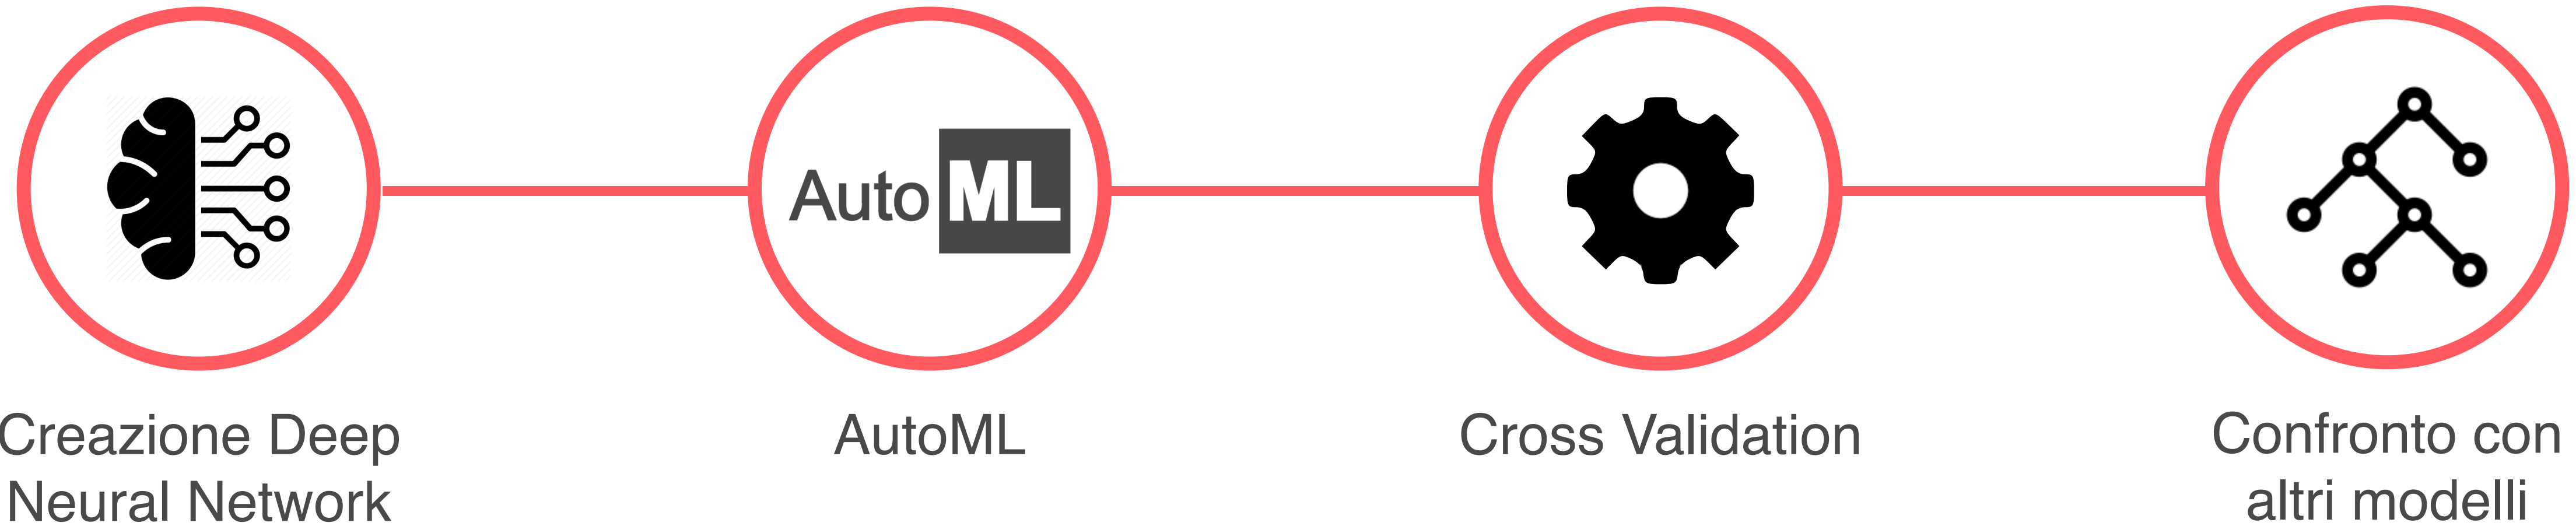 Auto ML
Creazione Deep
Neural Network
AutoML
Cross Validation
Confronto con
altri modelli